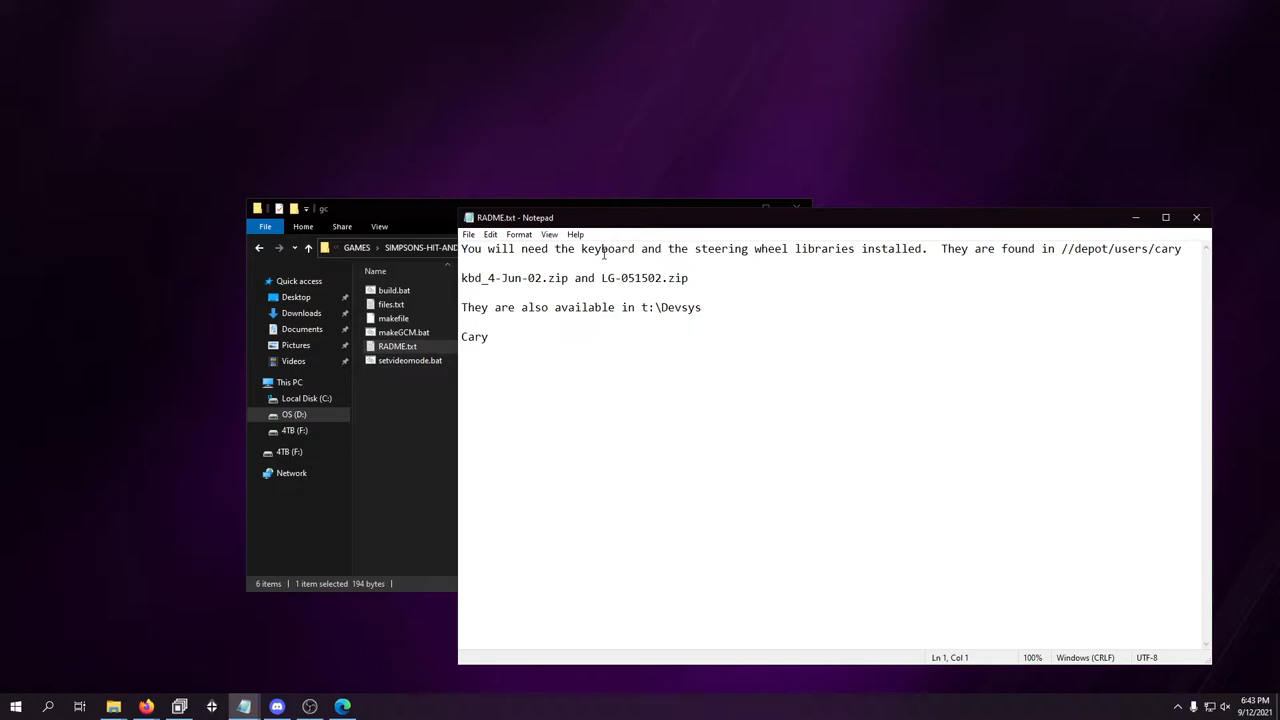 gc
File
Home
Share
View
GAMES
SIMPSONS-HIT-AND
Name
Quick access
Desktop
Downloads
Documents
Pictures
Videos
This PC
Local Disk (C:)
OS (D:)
4TB (F:)
4TB (F:)
Network
build.bat
files.txt
makefile
makeGCM.bat
RADME.txt
setvideomode.bat
6 items
1 item selected 194 bytes
RADME.txt - Notepad
File Edit Format View Help
You will need the keyboard and the steering wheel libraries installed.  They are found in //depot/users/cary
kbd_4-Jun-02.zip and LG-051502.zip
They are also available in t:\Devsys
Cary
Ln 1, Col 1
100%
Windows (CRLF)
UTF-8
6:43 PM
9/12/2021